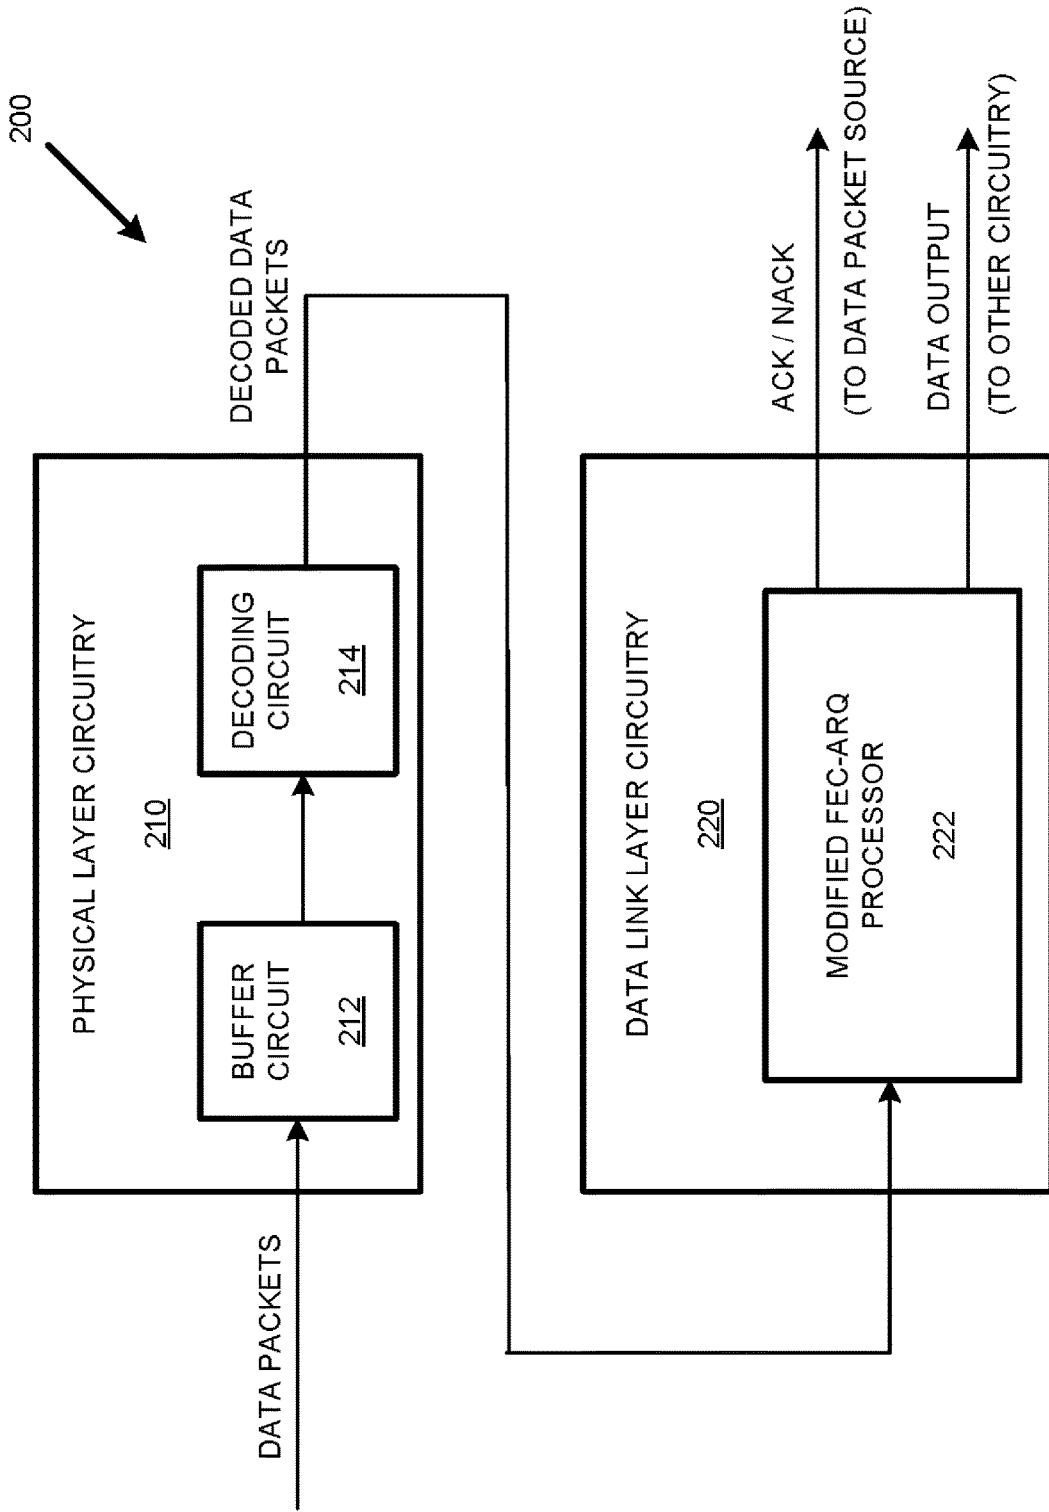 200
PHYSICAL LAYER CIRCUITRY
210
DATA PACKETS
BUFFER
CIRCUIT
212
DECODING
CIRCUIT
214
DECODED DATA
PACKETS
DATA LINK LAYER CIRCUITRY
220
MODIFIED FEC-ARQ
PROCESSOR
222
ACK / NACK
(TO DATA PACKET SOURCE)
DATA OUTPUT
(TO OTHER CIRCUITRY)